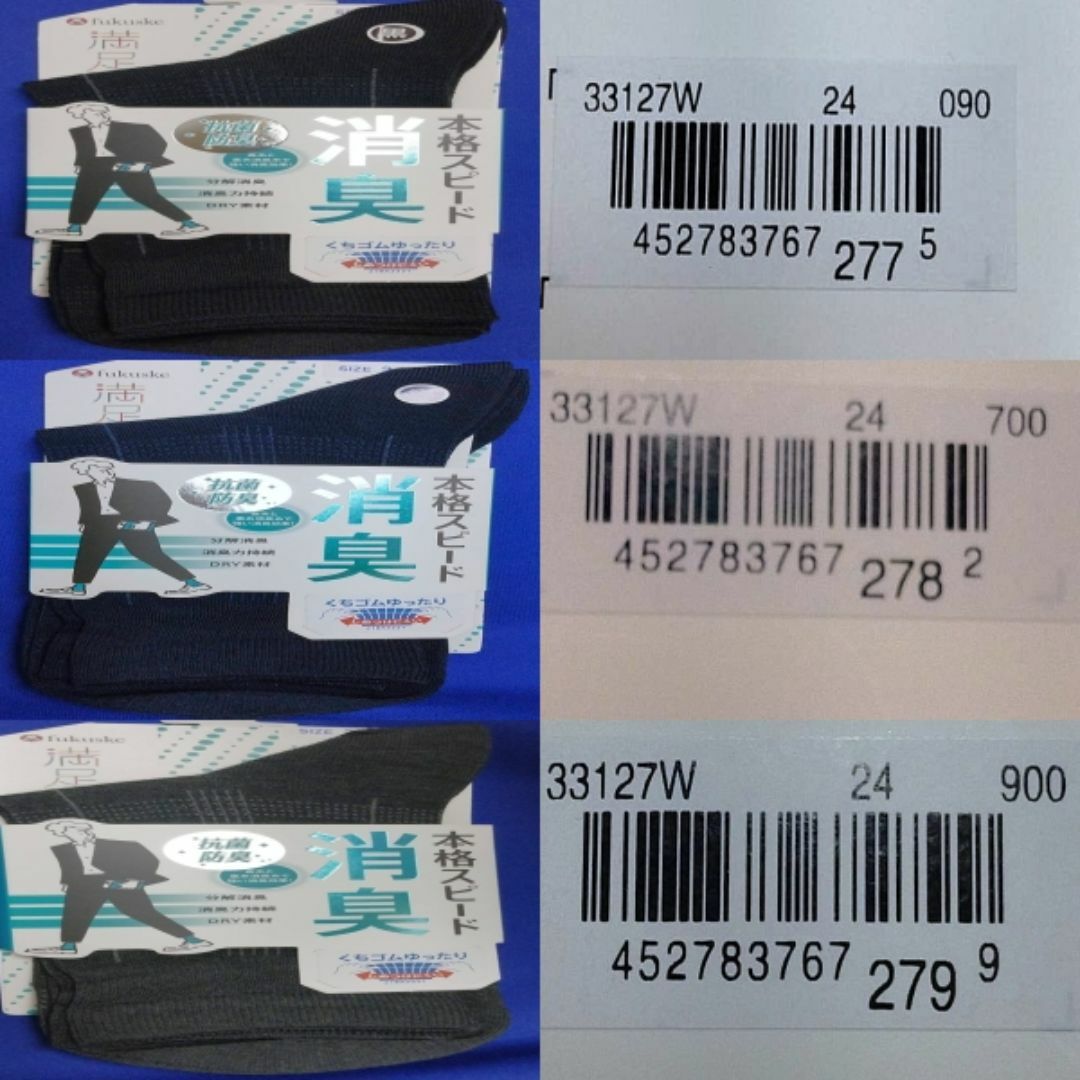 fukuske
満足
黒
抗菌
防臭
消臭
本格スピード
分解消臭
消臭力持続
DRY素材
くちゴムゆったり
33127W 24 090
452783767 277 5
fukuske
満足
SIZE
抗菌
防臭
消臭
本格スピード
分解消臭
消臭力持続
DRY素材
くちゴムゆったり
33127W 24 700
452783767 278 2
fukuske
満足
SIZE
抗菌
防臭
消臭
本格スピード
分解消臭
消臭力持続
DRY素材
くちゴムゆったり
33127W 24 900
452783767 279 9